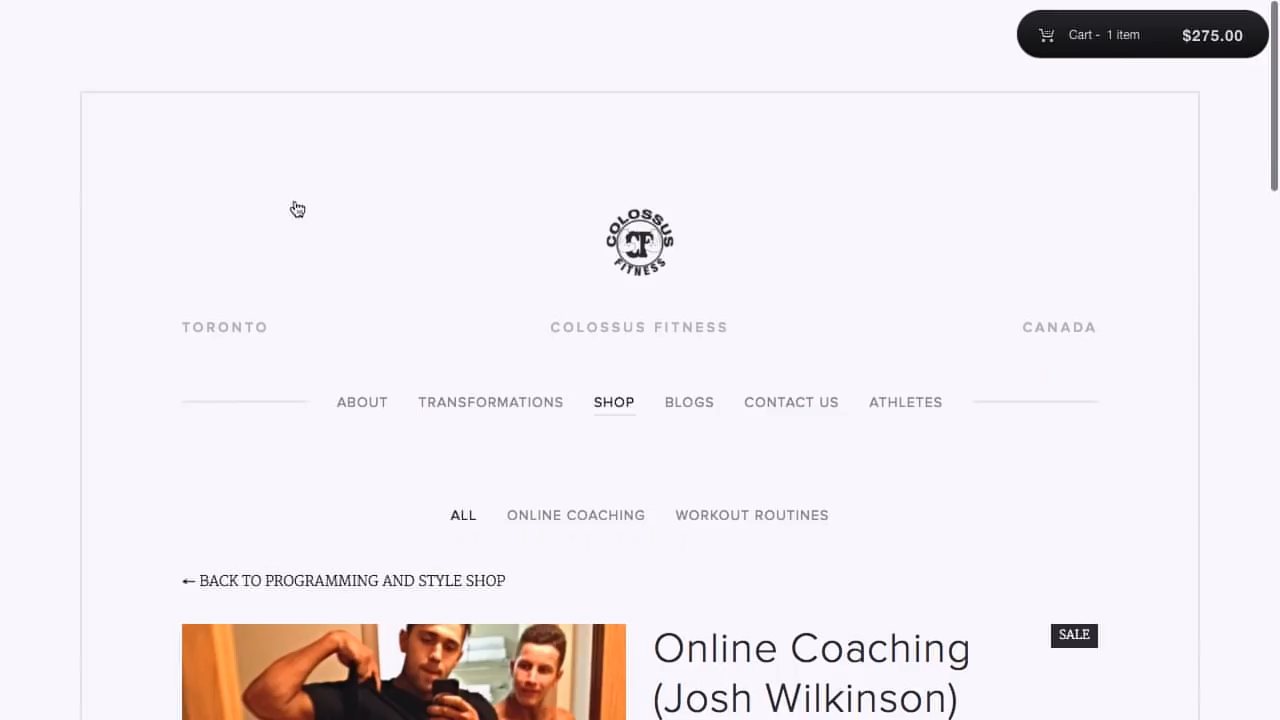 Cart - 1 item $275.00
COLOSSUS
CF
FITNESS
TORONTO COLOSSUS FITNESS CANADA
ABOUT TRANSFORMATIONS SHOP BLOGS CONTACT US ATHLETES
ALL ONLINE COACHING WORKOUT ROUTINES
← BACK TO PROGRAMMING AND STYLE SHOP
Online Coaching SALE
(Josh Wilkinson)